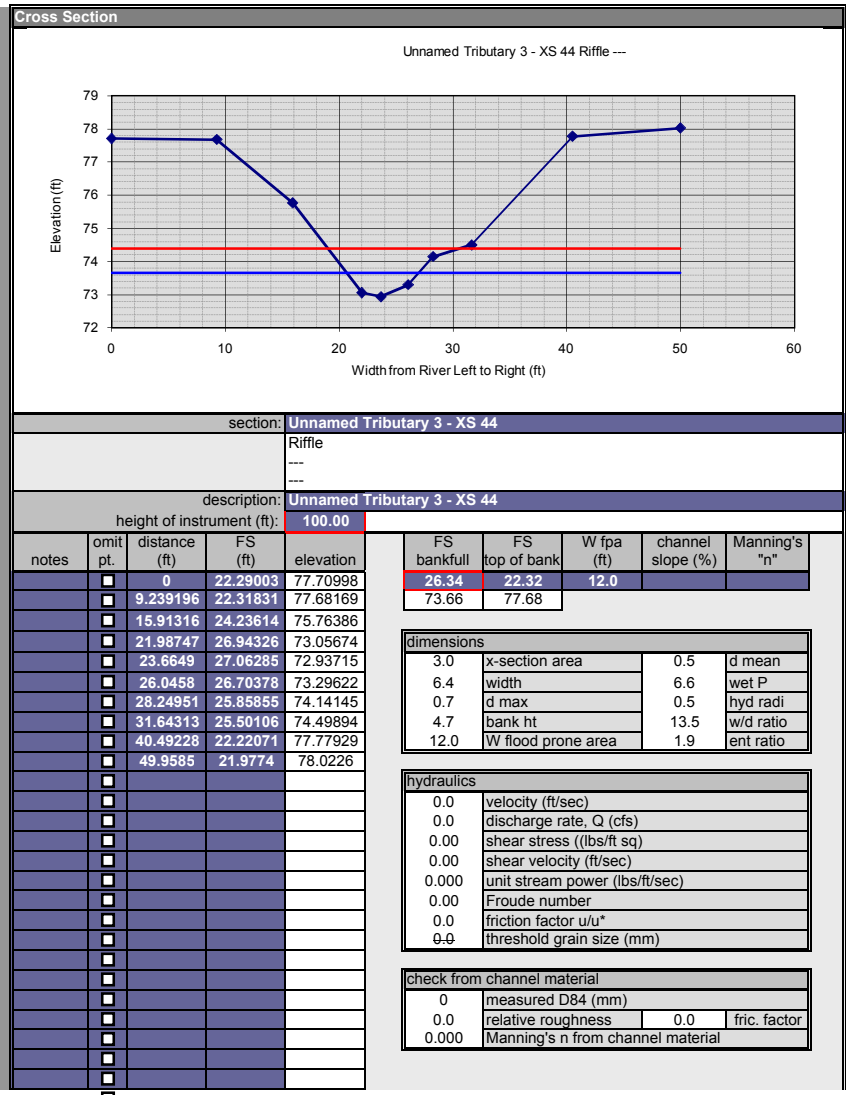 Cross Section
Unnamed Tributary 3 - XS 44 Riffle ---
79
78
77
76
75
74
73
72
Elevation (ft)
0 10 20 30 40 50 60
Width from River Left to Right (ft)
section: Unnamed Tributary 3 - XS 44
Riffle
---
---
description: Unnamed Tributary 3 - XS 44
height of instrument (ft): 100.00
notes omit pt. distance (ft) FS (ft) elevation
0 22.29003 77.70998
9.239196 22.31831 77.68169
15.91316 24.23614 75.76386
21.98747 26.94326 73.05674
23.6649 27.06285 72.93715
26.0458 26.70378 73.29622
28.24951 25.85855 74.14145
31.64313 25.50106 74.49894
40.49228 22.22071 77.77929
49.9585 21.9774 78.0226
FS bankfull FS top of bank W fpa (ft) channel slope (%) Manning's "n"
26.34 22.32 12.0
73.66 77.68
dimensions
3.0 x-section area 0.5 d mean
6.4 width 6.6 wet P
0.7 d max 0.5 hyd radi
4.7 bank ht 13.5 w/d ratio
12.0 W flood prone area 1.9 ent ratio
hydraulics
0.0 velocity (ft/sec)
0.0 discharge rate, Q (cfs)
0.00 shear stress ((lbs/ft sq)
0.00 shear velocity (ft/sec)
0.000 unit stream power (lbs/ft/sec)
0.00 Froude number
0.0 friction factor u/u*
0.0 threshold grain size (mm)
check from channel material
0 measured D84 (mm)
0.0 relative roughness 0.0 fric. factor
0.000 Manning's n from channel material